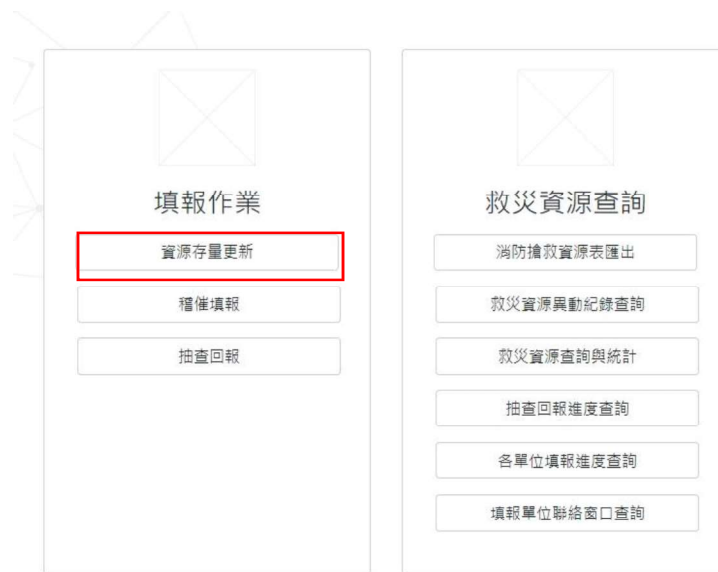 填報作業
資源存量更新
稽催填報
抽查回報
救災資源查詢
消防搶救資源表匯出
救災資源異動紀錄查詢
救災資源查詢與統計
抽查回報進度查詢
各單位填報進度查詢
填報單位聯絡窗口查詢